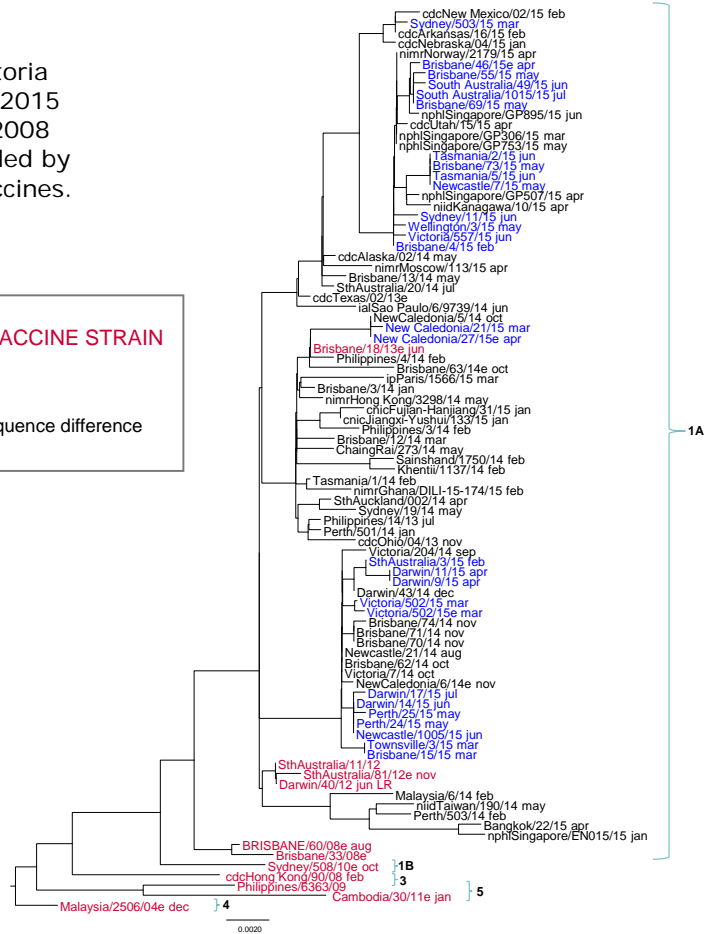 toria
2015
2008
led by
ccines.
ACCINE STRAIN
quence difference
cdcNew Mexico/02/15 feb
Sydney/503/15 mar
cdcArkansas/16/15 feb
cdcNebraska/04/15 jan
nimrNorway/2179/15 apr
Brisbane/46/15e apr
Brisbane/55/15 may
South Australia/49/15 jun
South Australia/1015/15 jul
Brisbane/69/15 may
nphlSingapore/GP895/15 jun
cdcUtah/15/15 apr
nphlSingapore/GP306/15 mar
nphlSingapore/GP753/15 may
Tasmania/2/15 jun
Brisbane/73/15 may
Tasmania/5/15 jun
Newcastle/7/15 may
nphlSingapore/GP507/15 apr
niidKanagawa/10/15 apr
Sydney/11/15 jun
Wellington/3/15 may
Victoria/557/15 jun
Brisbane/4/15 feb
cdcAlaska/02/14 may
nimrMoscow/113/15 apr
Brisbane/13/14 may
SthAustralia/20/14 jul
cdcTexas/02/13e
ialSao Paulo/6/9739/14 jun
NewCaledonia/5/14 oct
New Caledonia/21/15 mar
New Caledonia/27/15e apr
Brisbane/18/13e jun
Philippines/4/14 feb
Brisbane/63/14e oct
ipParis/1566/15 mar
Brisbane/3/14 jan
nimrHong Kong/3298/14 may
cnicFujian-Hanjiang/31/15 jan
cnicJiangxi-Yushui/133/15 jan
Philippines/3/14 feb
Brisbane/12/14 mar
ChaingRai/273/14 may
Sainshand/1750/14 feb
Khentii/1137/14 feb
Tasmania/1/14 feb
nimrGhana/DILI-15-174/15 feb
SthAuckland/002/14 apr
Sydney/19/14 may
Philippines/14/13 jul
Perth/501/14 jan
cdcOhio/04/13 nov
Victoria/204/14 sep
SthAustralia/3/15 feb
Darwin/11/15 apr
Darwin/9/15 apr
Darwin/43/14 dec
Victoria/502/15 mar
Victoria/502/15e mar
Brisbane/74/14 nov
Brisbane/71/14 nov
Brisbane/70/14 nov
Newcastle/21/14 aug
Brisbane/62/14 oct
Victoria/7/14 oct
NewCaledonia/6/14e nov
Darwin/17/15 jul
Darwin/14/15 jun
Perth/25/15 may
Perth/24/15 may
Newcastle/1005/15 jun
Townsville/3/15 mar
Brisbane/15/15 mar
SthAustralia/11/12
SthAustralia/81/12e nov
Darwin/40/12 jun LR
Malaysia/6/14 feb
niidTaiwan/190/14 may
Perth/503/14 feb
Bangkok/22/15 apr
nphlSingapore/EN015/15 jan
1A
BRISBANE/60/08e aug
Brisbane/33/08e
Sydney/508/10e oct
1B
cdcHong Kong/90/08 feb
3
Philippines/6363/09
Cambodia/30/11e jan
5
Malaysia/2506/04e dec
4
0.0020